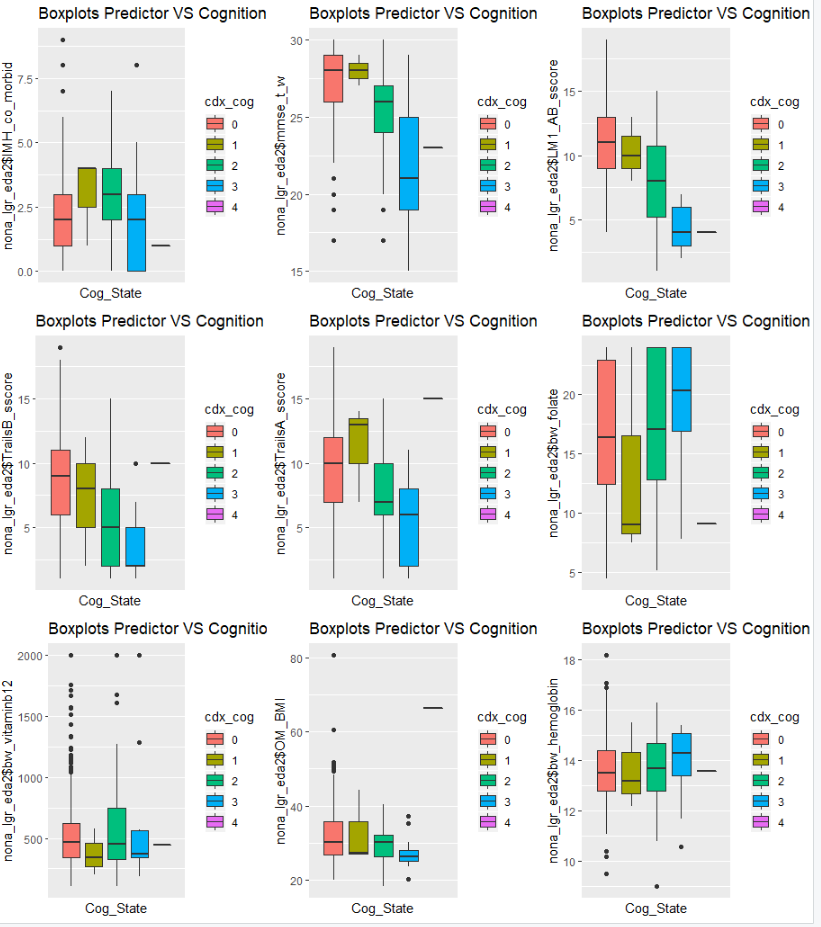 Boxplots Predictor VS Cognition
nona_lgr_eda2$IMH_co_morbid
7.5
5.0
2.5
0.0
Cog_State
cdx_cog
0
1
2
3
4
Boxplots Predictor VS Cognition
nona_lgr_eda2$mmse_t_w
30
25
20
15
Cog_State
cdx_cog
0
1
2
3
4
Boxplots Predictor VS Cognition
nona_lgr_eda2$LM1_AB_sscore
15
10
5
Cog_State
cdx_cog
0
1
2
3
4
Boxplots Predictor VS Cognition
nona_lgr_eda2$TrailsB_sscore
15
10
5
Cog_State
cdx_cog
0
1
2
3
4
Boxplots Predictor VS Cognition
nona_lgr_eda2$TrailsA_sscore
15
10
5
Cog_State
cdx_cog
0
1
2
3
4
Boxplots Predictor VS Cognition
nona_lgr_eda2$bw_folate
20
15
10
5
Cog_State
cdx_cog
0
1
2
3
4
Boxplots Predictor VS Cognitio
nona_lgr_eda2$bw_vitaminb12
2000
1500
1000
500
Cog_State
cdx_cog
0
1
2
3
4
Boxplots Predictor VS Cognition
nona_lgr_eda2$OM_BMI
80
60
40
20
Cog_State
cdx_cog
0
1
2
3
4
Boxplots Predictor VS Cognition
nona_lgr_eda2$bw_hemoglobin
18
16
14
12
10
Cog_State
cdx_cog
0
1
2
3
4